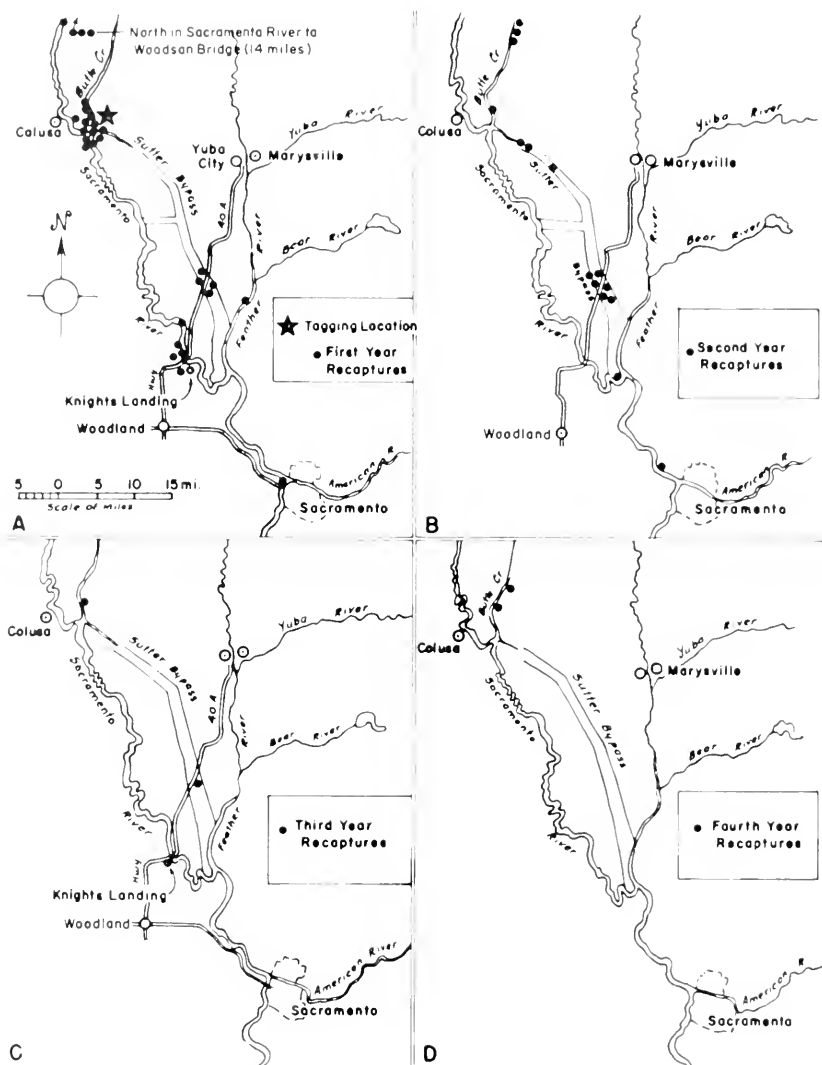 North in Sacramento River to
Woodson Bridge (14 miles)
Butte Cr
Colusa
Sutter
Bypass
Sacramento
River
Yuba
City
Marysville
Yuba River
40 A
River
Bear River
Feather
N
Tagging Location
First Year
Recaptures
Hwy
Knights Landing
Woodland
5 0 5 10 15 mi.
Scale of Miles
American R.
Sacramento
A
Butte Cr
Colusa
Sutter
Bypass
Sacramento
River
Marysville
Yuba River
River
Bear River
Feather
Second Year
Recaptures
Woodland
American R.
Sacramento
B
Colusa
Sutter Bypass
Sacramento
River
Yuba River
40 A
River
Bear River
Feather
Third Year
Recaptures
Hwy
Knights Landing
Woodland
American River
Sacramento
C
Butte Cr
Colusa
Sutter Bypass
Sacramento
River
Yuba River
Marysville
Bear River
Fourth Year
Recaptures
American R.
Sacramento
D